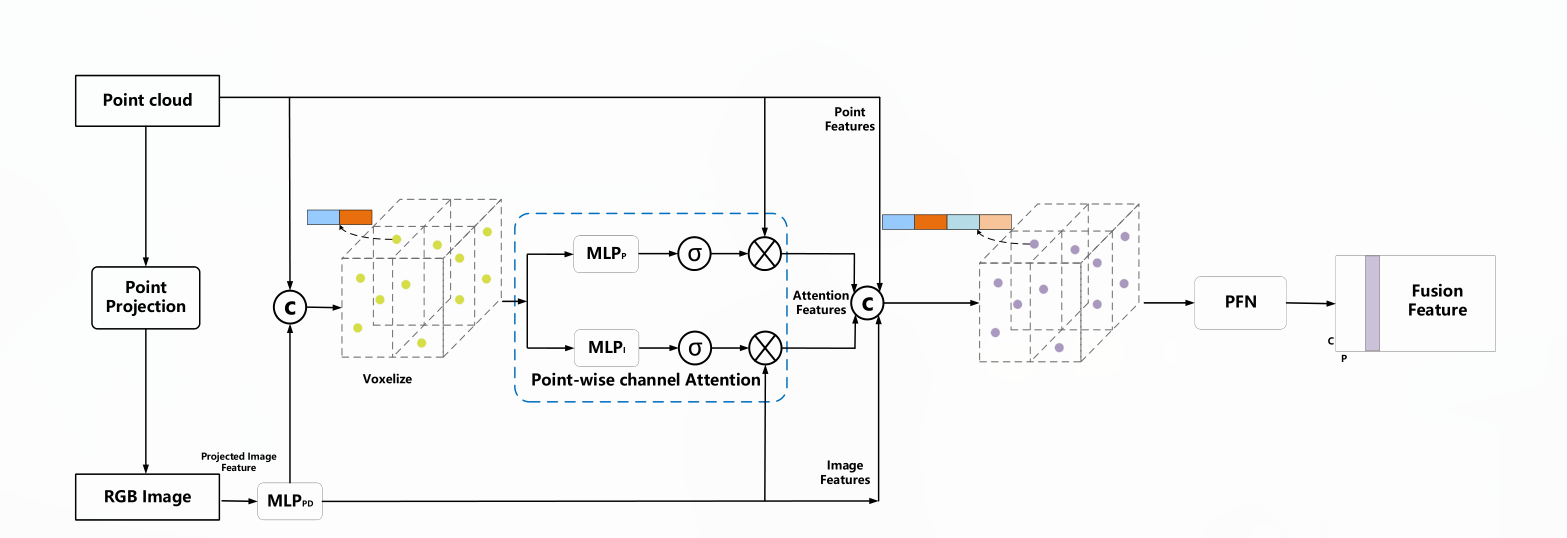 Point cloud
Point
Features
Point
Projection
C
Voxelize
MLPP
σ
Attention
Features
C
MLPI
σ
Point-wise channel Attention
PFN
Fusion
Feature
C
P
Projected Image
Feature
RGB Image
MLPPD
Image
Features